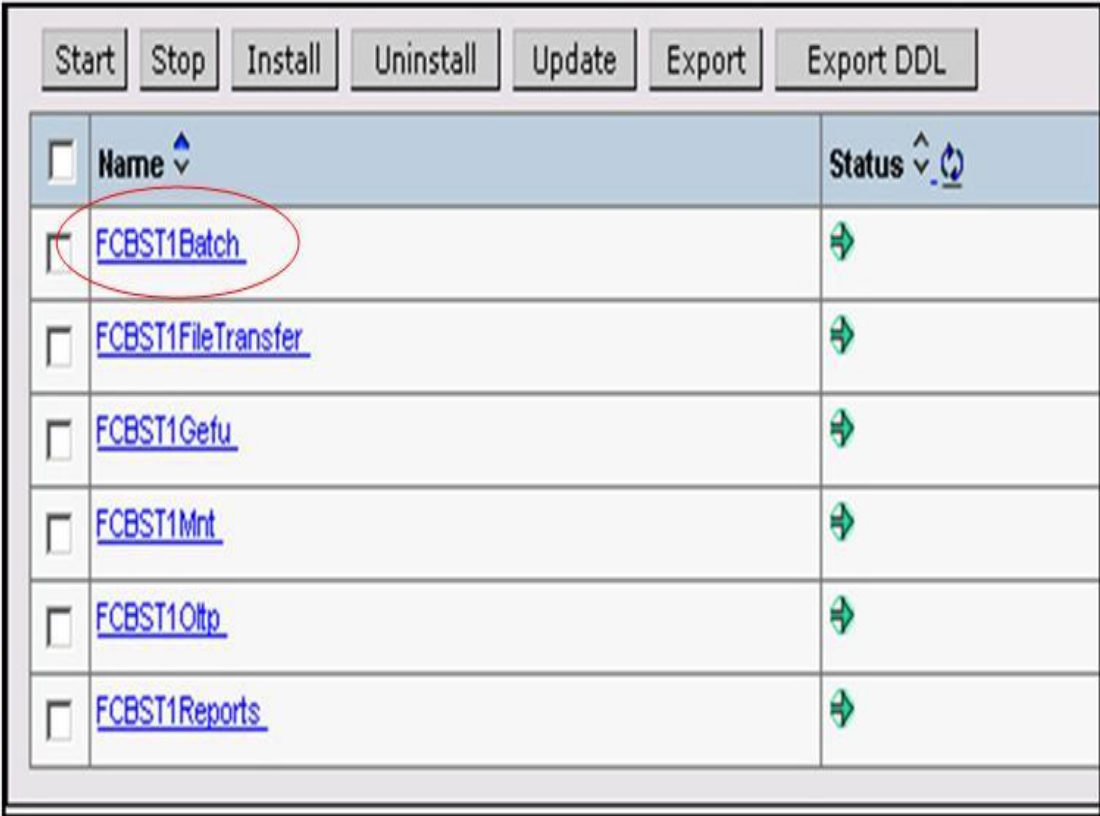 Start Stop Install Uninstall Update Export Export DDL
Name Status
FCBST1Batch
FCBST1FileTransfer
FCBST1Gefu
FCBST1Mnt
FCBST1Oltp
FCBST1Reports